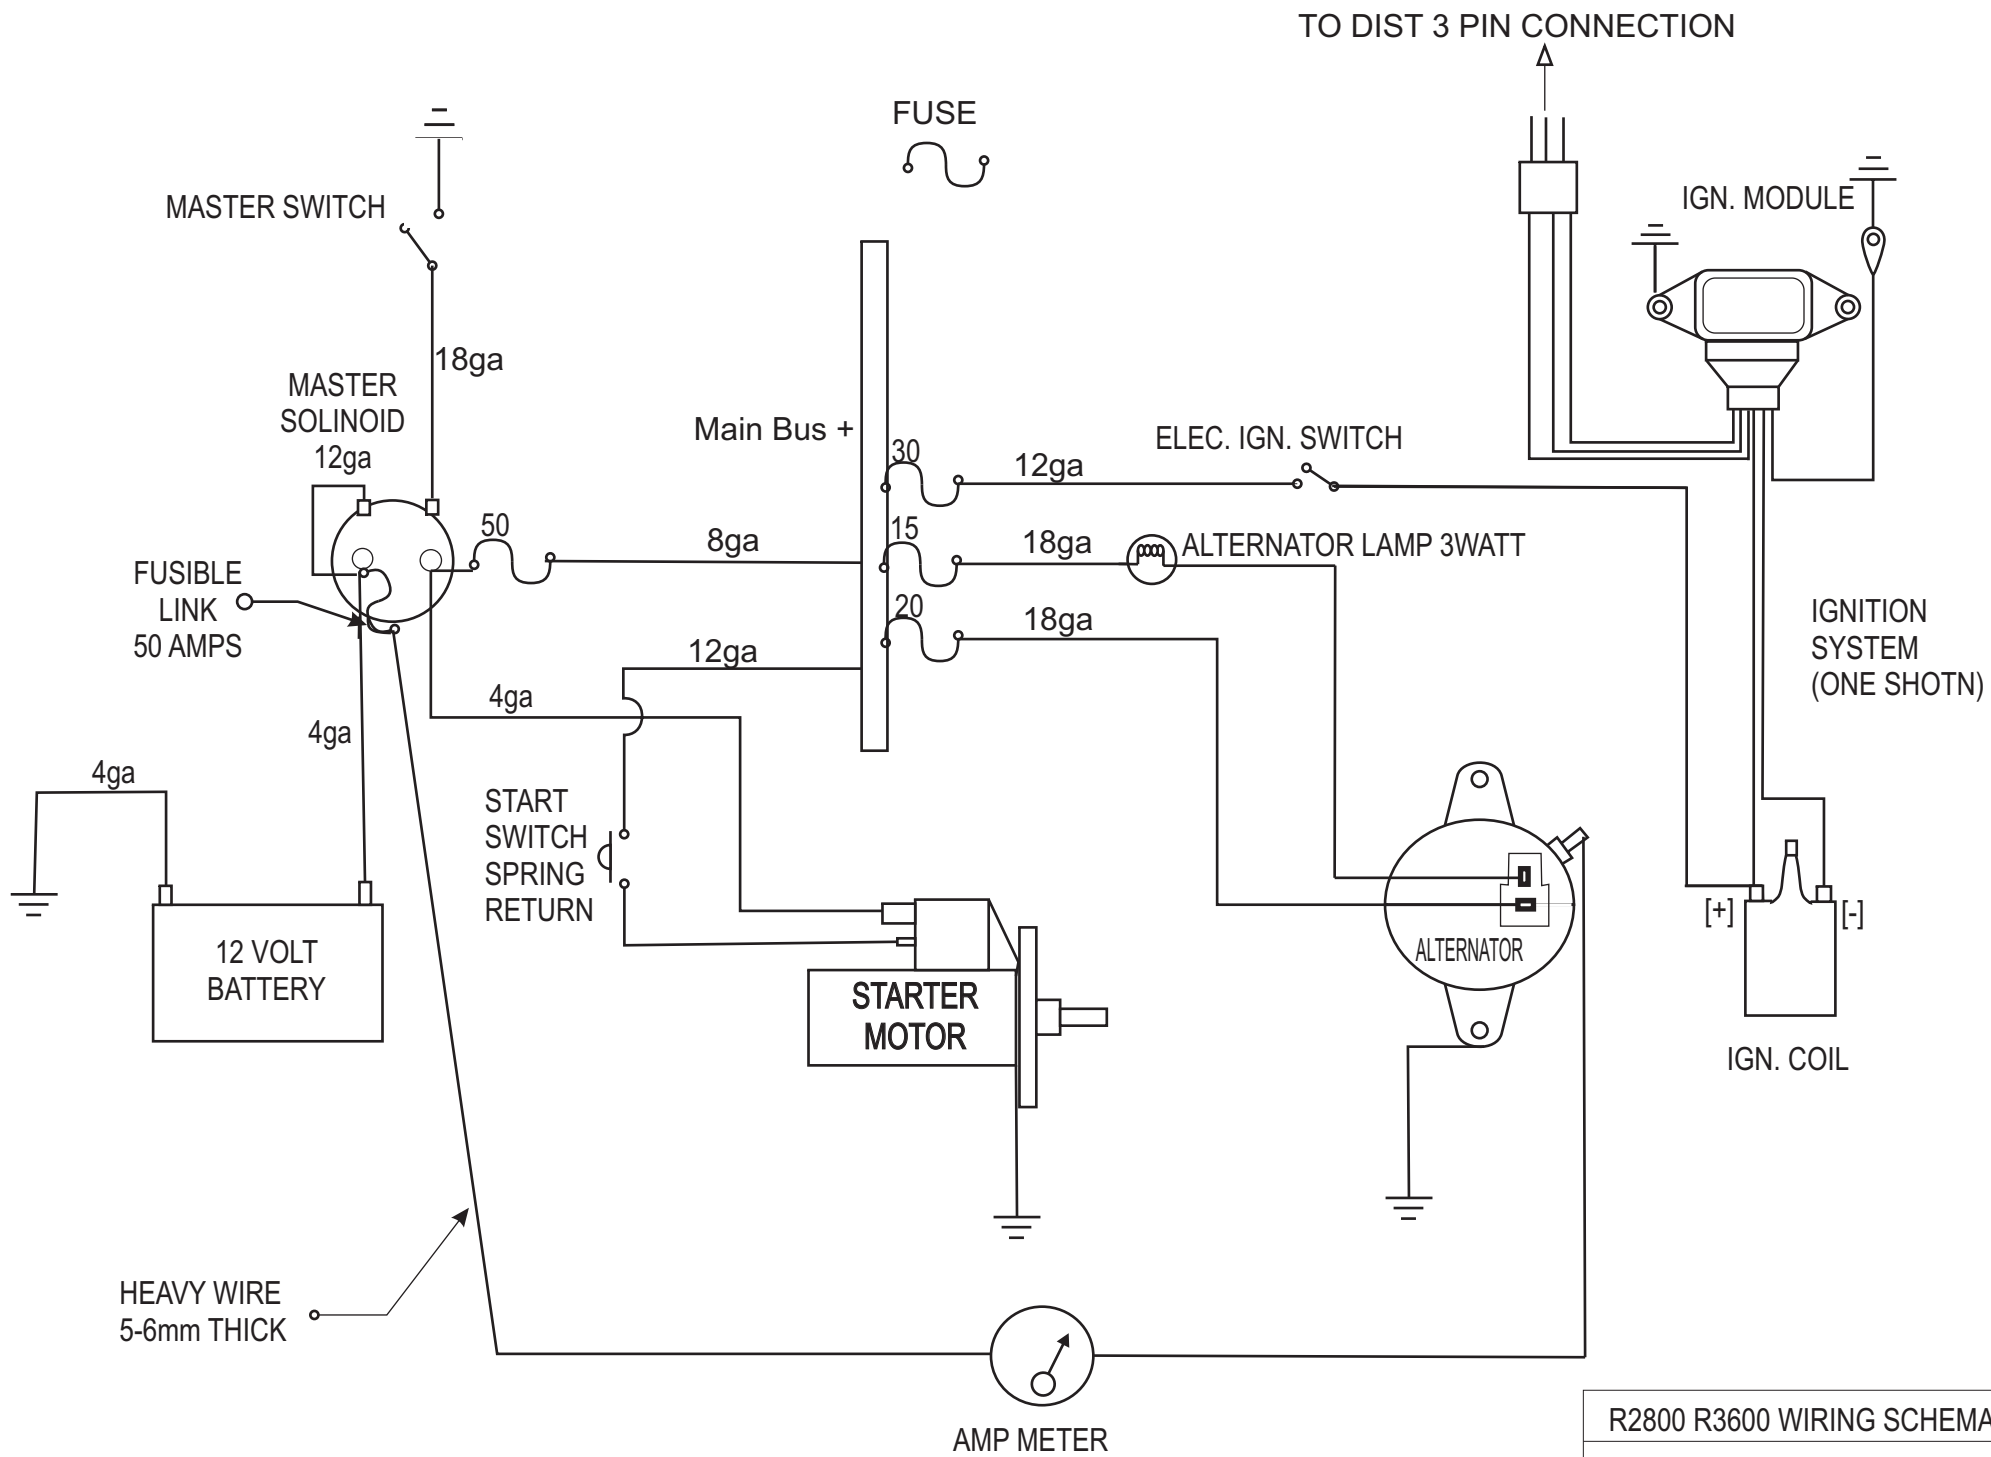 TO DIST 3 PIN CONNECTION
FUSE
MASTER SWITCH
IGN. MODULE
18ga
MASTER
SOLINOID
12ga
Main Bus +
30
12ga
ELEC. IGN. SWITCH
50
8ga
15
18ga
ALTERNATOR LAMP 3WATT
FUSIBLE
LINK
50 AMPS
20
18ga
IGNITION
SYSTEM
(ONE SHOTN)
12ga
4ga
4ga
4ga
START
SWITCH
SPRING
RETURN
[+]
[-]
12 VOLT
BATTERY
ALTERNATOR
STARTER
MOTOR
IGN. COIL
HEAVY WIRE
5-6mm THICK
AMP METER
R2800 R3600 WIRING SCHEMA